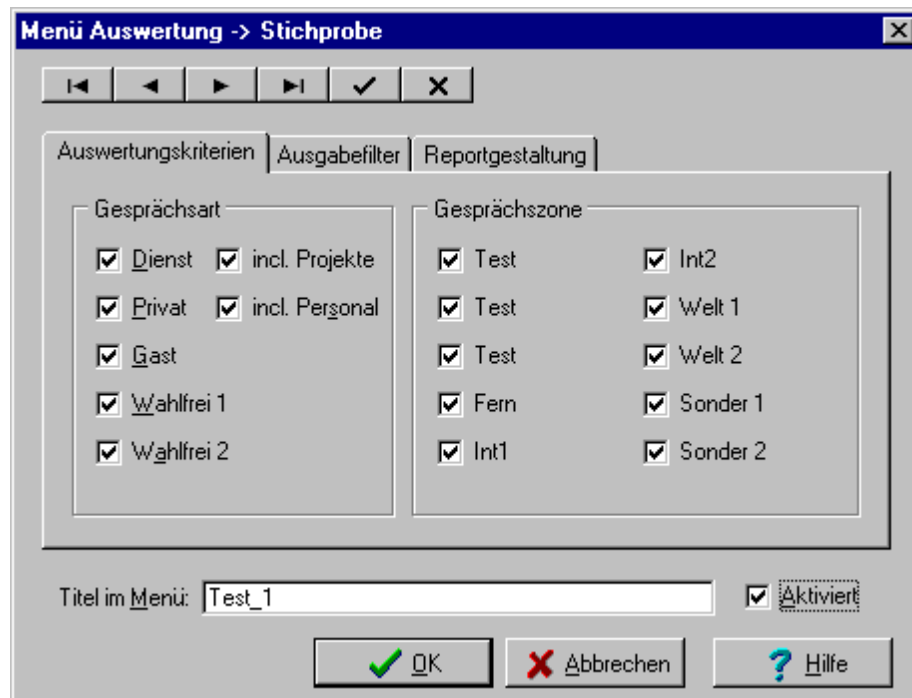 Menü Auswertung -> Stichprobe
Auswertungskriterien Ausgabefilter Reportgestaltung
Gesprächsart
Dienst incl. Projekte
Privat incl. Personal
Gast
Wahlfrei 1
Wahlfrei 2
Gesprächszone
Test Int2
Test Welt 1
Test Welt 2
Fern Sonder 1
Int1 Sonder 2
Titel im Menü: Test_1 Aktiviert
OK Abbrechen Hilfe